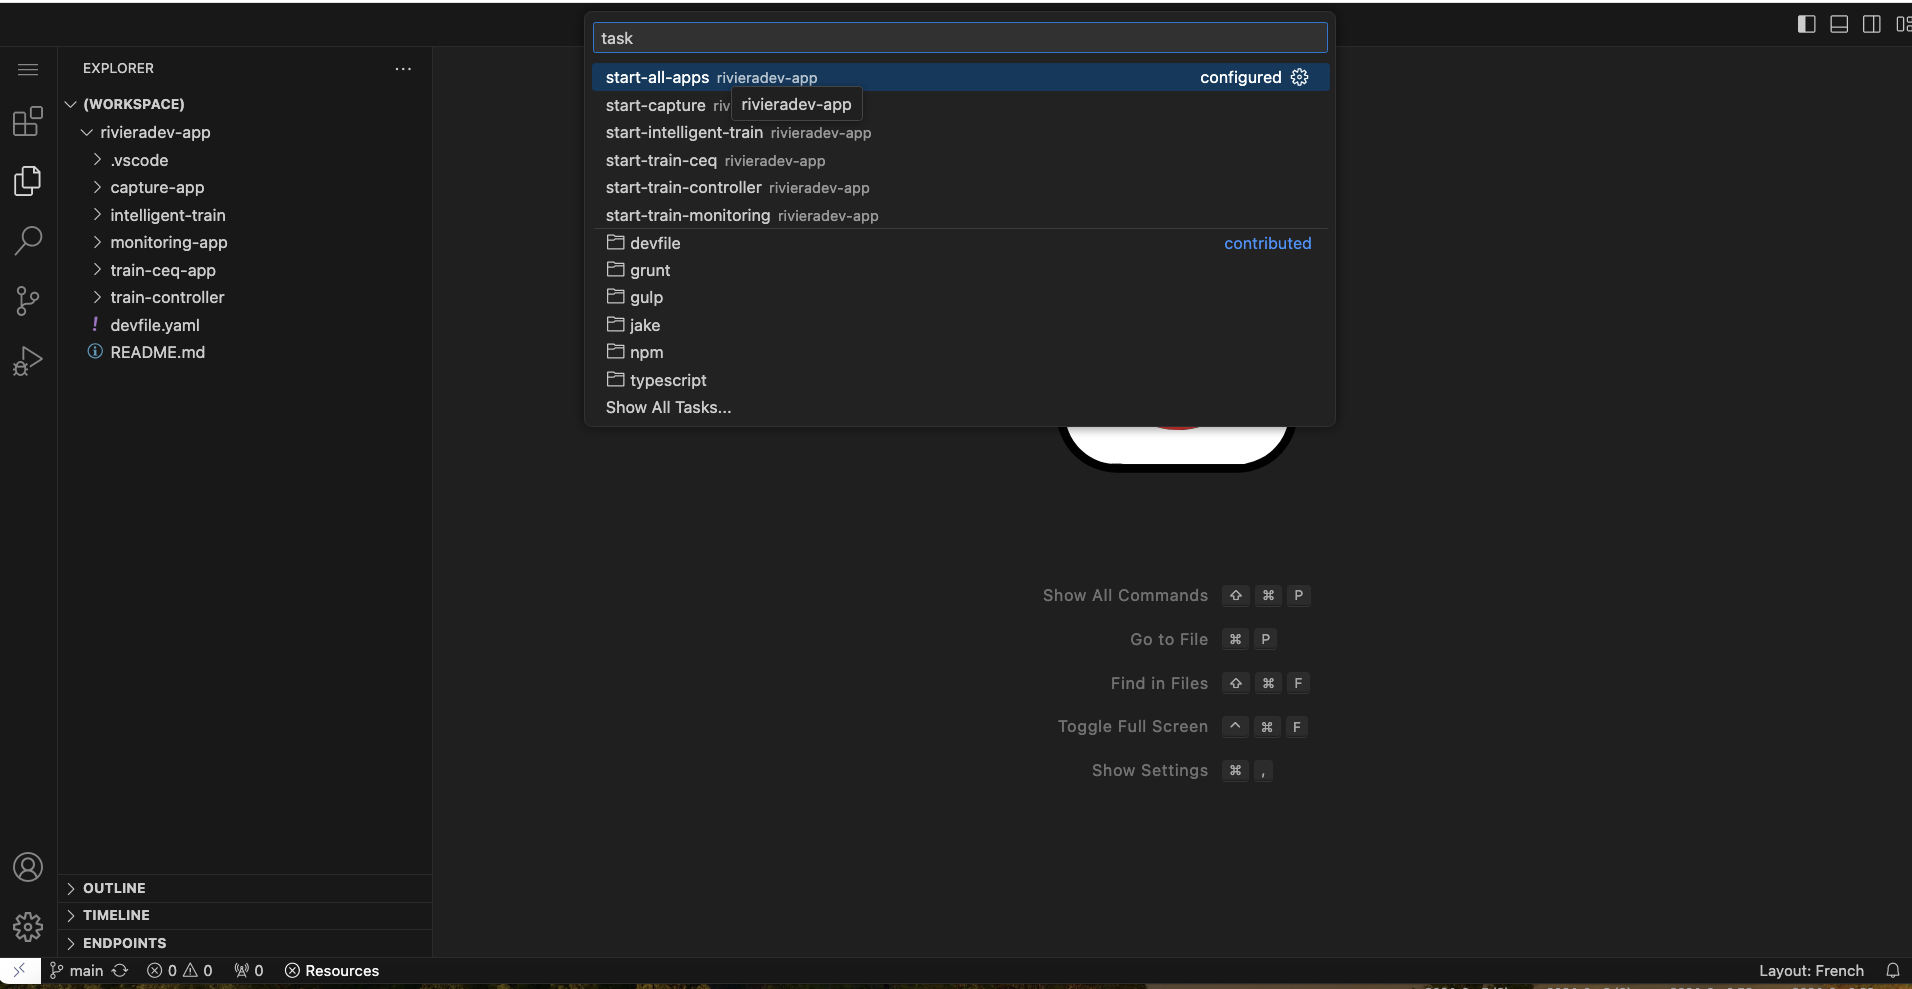 task
start-all-apps rivieradev-app configured
start-capture riv
rivieradev-app
start-intelligent-train rivieradev-app
start-train-ceq rivieradev-app
start-train-controller rivieradev-app
start-train-monitoring rivieradev-app
devfile contributed
grunt
gulp
jake
npm
typescript
Show All Tasks...
EXPLORER
(WORKSPACE)
rivieradev-app
.vscode
capture-app
intelligent-train
monitoring-app
train-ceq-app
train-controller
! devfile.yaml
README.md
Show All Commands ⇧ ⌘ P
Go to File ⌘ P
Find in Files ⇧ ⌘ F
Toggle Full Screen ^ ⌘ F
Show Settings ⌘ ,
OUTLINE
TIMELINE
ENDPOINTS
main 0 0 0 Resources Layout: French